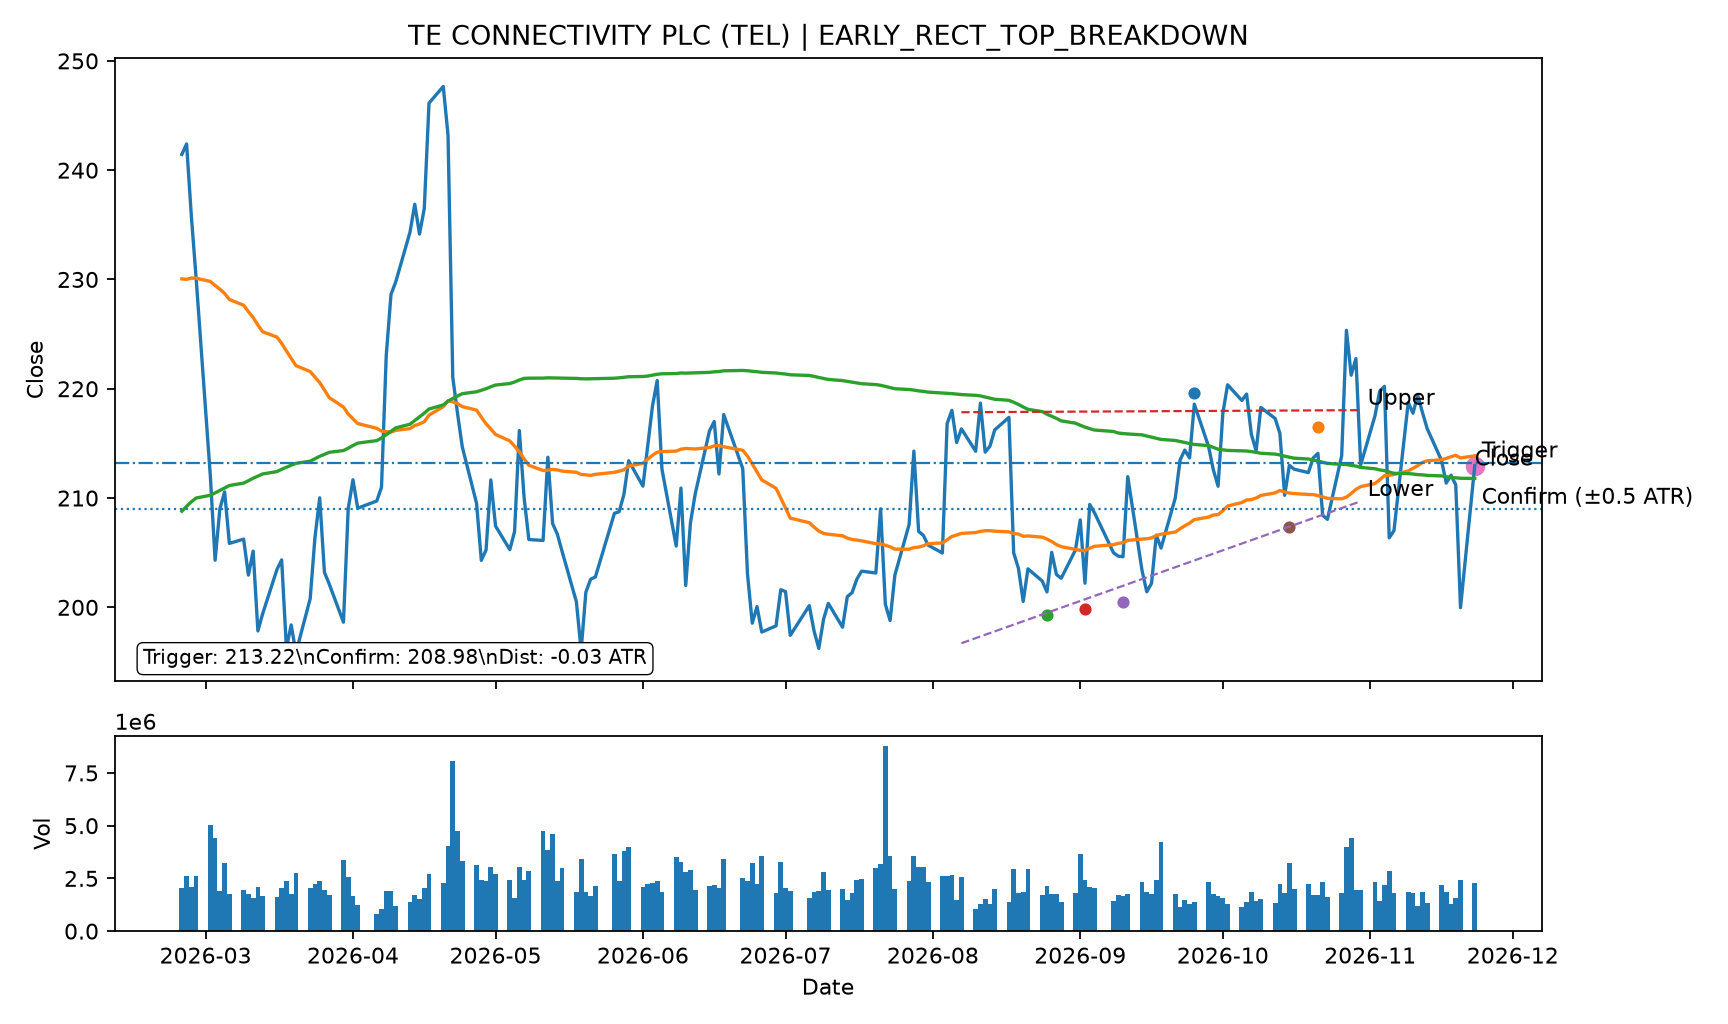 TE CONNECTIVITY PLC (TEL) | EARLY_RECT_TOP_BREAKDOWN
250
240
230
220
210
200
Close
Upper
Trigger
Close
Lower
Confirm (±0.5 ATR)
Trigger: 213.22\nConfirm: 208.98\nDist: -0.03 ATR
1e6
7.5
5.0
2.5
0.0
Vol
2026-03 2026-04 2026-05 2026-06 2026-07 2026-08 2026-09 2026-10 2026-11 2026-12
Date